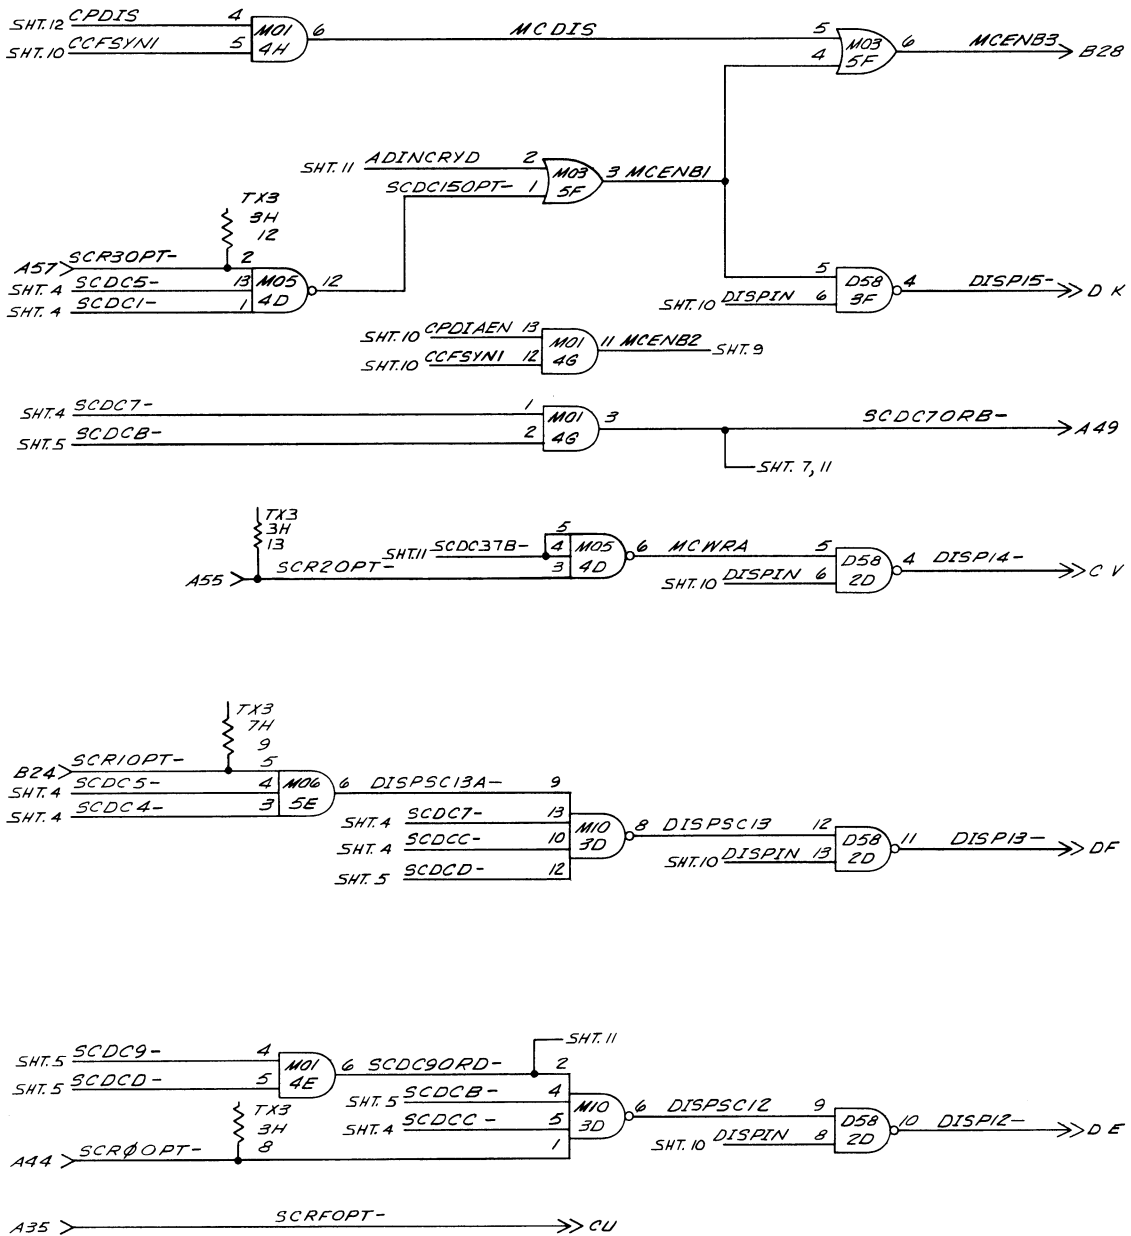 SHT.12 CPDIS 4
SHT.10 CCFSYN1 5
M01
4H
6 MCDIS 5
4
M03
5F
6 MCENB3 B28
SHT.11 ADINCRYD 2
SCDC15OPT- 1
M03
5F
3 MCENB1
TX3
3H
12
A57 SCR3OPT- 2
SHT.4 SCDC5- 13
SHT.4 SCDC1- 1
M05
4D
12
5
SHT.10 DISPIN 6
D58
3F
4 DISP15- DK
SHT.10 CPDIAEN 13
SHT.10 CCFSYN1 12
M01
4G
11 MCENB2 SHT.9
SHT.4 SCDC7- 1
SHT.5 SCDCB- 2
M01
4G
3 SCDC7ORB- A49
SHT. 7, 11
TX3
3H
13
5
SHT.11 SCDC37B- 4
A55 SCR2OPT- 3
M05
4D
6 MCWRA 5
SHT.10 DISPIN 6
D58
2D
4 DISP14- CV
TX3
7H
9
B24 SCR1OPT- 5
SHT.4 SCDC5- 4
SHT.4 SCDC4- 3
M06
5E
6 DISPSC13A- 9
SHT.4 SCDC7- 13
SHT.4 SCDCC- 10
SHT.5 SCDCD- 12
M10
3D
8 DISPSC13 12
SHT.10 DISPIN 13
D58
2D
11 DISP13- DF
SHT.5 SCDC9- 4
SHT.5 SCDCD- 5
M01
4E
6 SCDC9ORD- 2
SHT.11
SHT.5 SCDCB- 4
SHT.4 SCDCC- 5
TX3
3H
8
A44 SCRØOPT- 1
M10
3D
6 DISPSC12 9
SHT.10 DISPIN 8
D58
2D
10 DISP12- DE
A35 SCRFOPT- CU